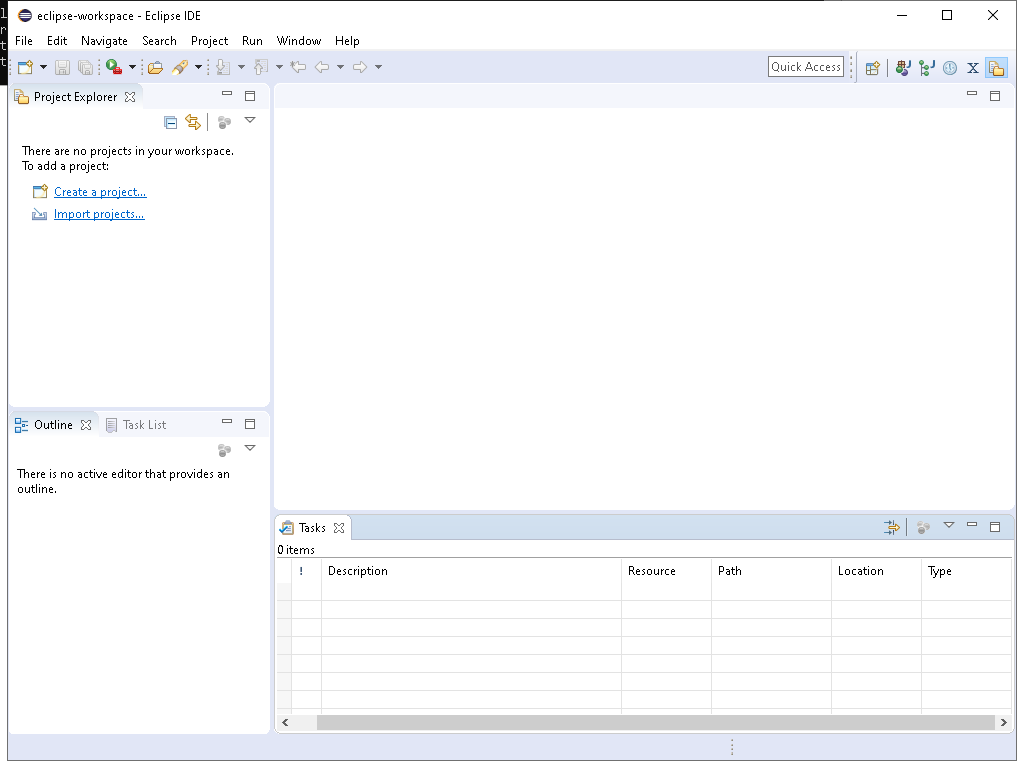 eclipse-workspace - Eclipse IDE
File Edit Navigate Search Project Run Window Help
Quick Access
Project Explorer
There are no projects in your workspace.
To add a project:
Create a project...
Import projects...
Outline Task List
There is no active editor that provides an
outline.
Tasks
0 items
! Description Resource Path Location Type